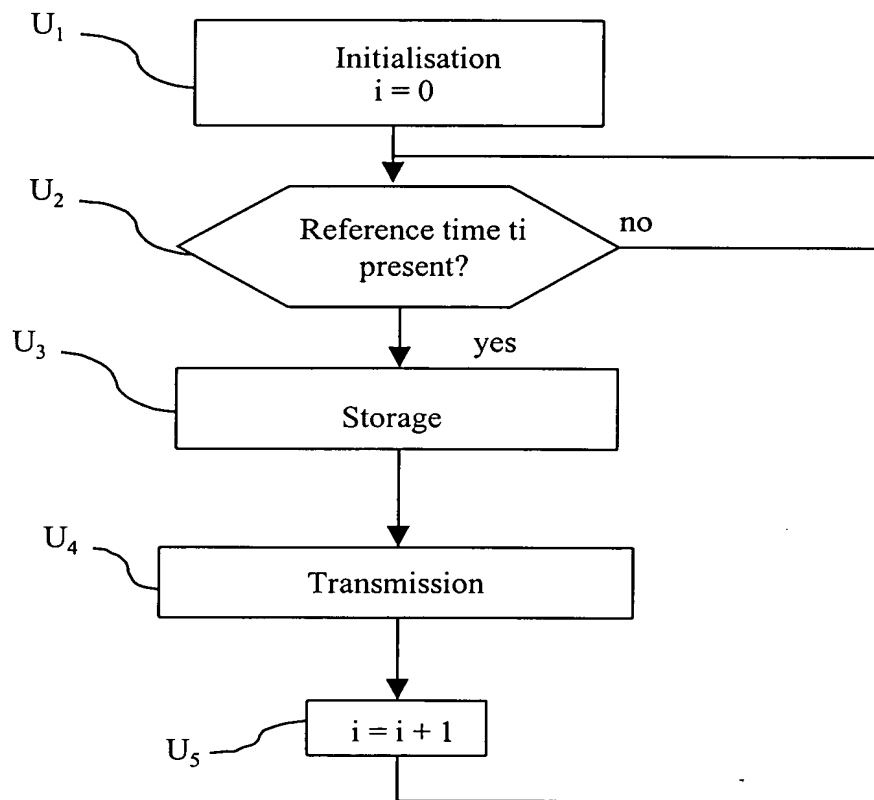 U₁
Initialisation
i = 0
U₂
Reference time ti
present?
no
yes
U₃
Storage
U₄
Transmission
U₅
i = i + 1